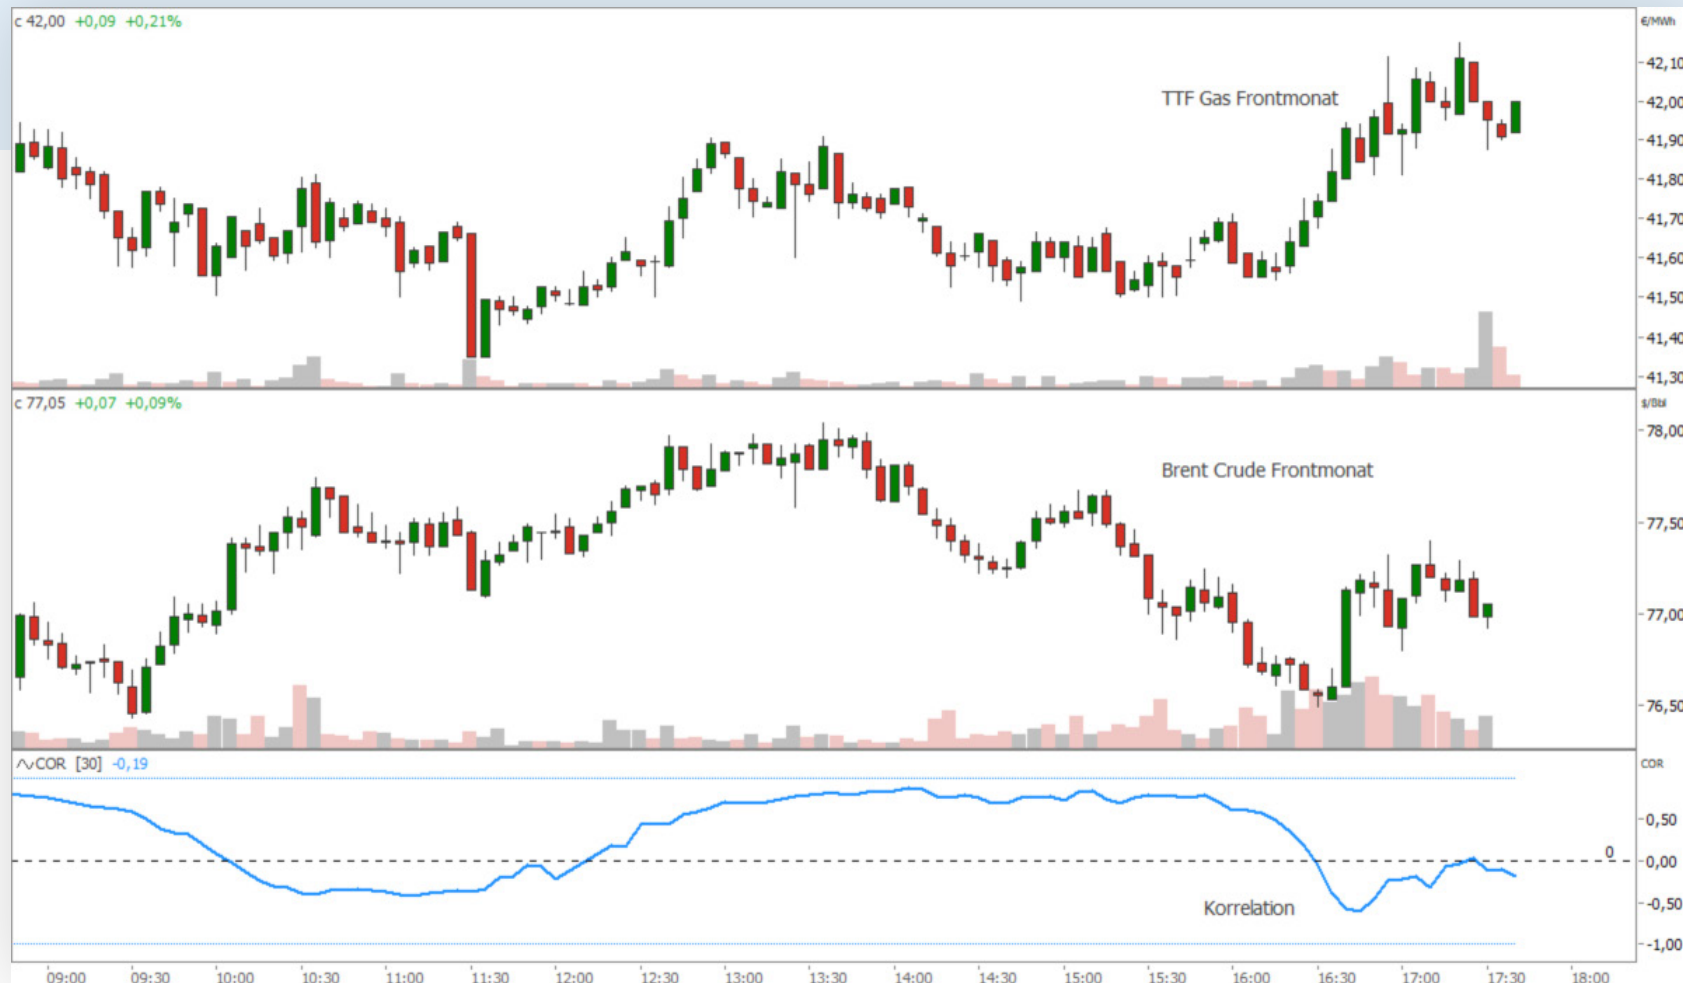 c 42,00 +0,09 +0,21%
€/MWh
42,10
TTF Gas Frontmonat
42,00
41,90
41,80
41,70
41,60
41,50
41,40
41,30
c 77,05 +0,07 +0,09%
$/Bbl
78,00
Brent Crude Frontmonat
77,50
77,00
76,50
COR [30] -0,19
COR
0,50
0
0,00
Korrelation
-0,50
-1,00
09:00 09:30 10:00 10:30 11:00 11:30 12:00 12:30 13:00 13:30 14:00 14:30 15:00 15:30 16:00 16:30 17:00 17:30 18:00